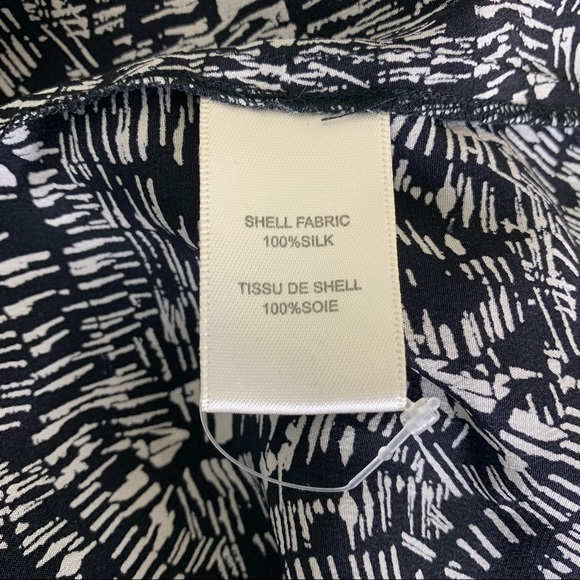 SHELL FABRIC
100%SILK
TISSU DE SHELL
100%SOIE